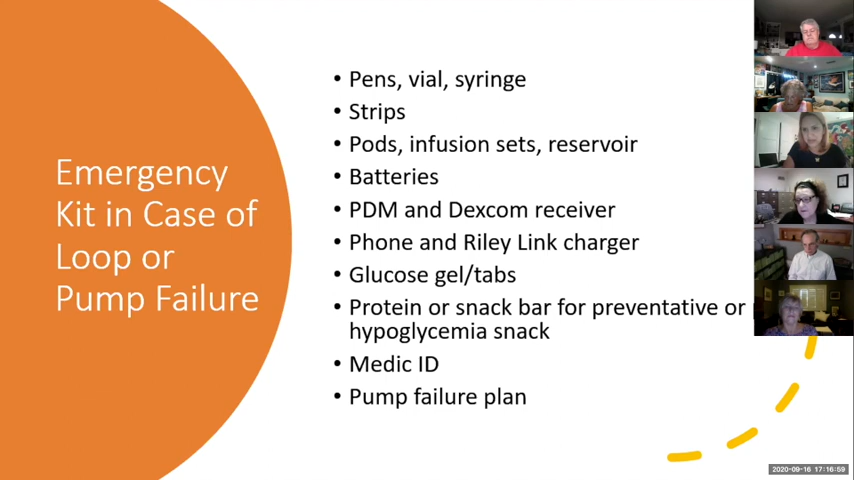 Emergency
Kit in Case of
Loop or
Pump Failure
• Pens, vial, syringe
• Strips
• Pods, infusion sets, reservoir
• Batteries
• PDM and Dexcom receiver
• Phone and Riley Link charger
• Glucose gel/tabs
• Protein or snack bar for preventative or
hypoglycemia snack
• Medic ID
• Pump failure plan
2020-09-16 17:16:59